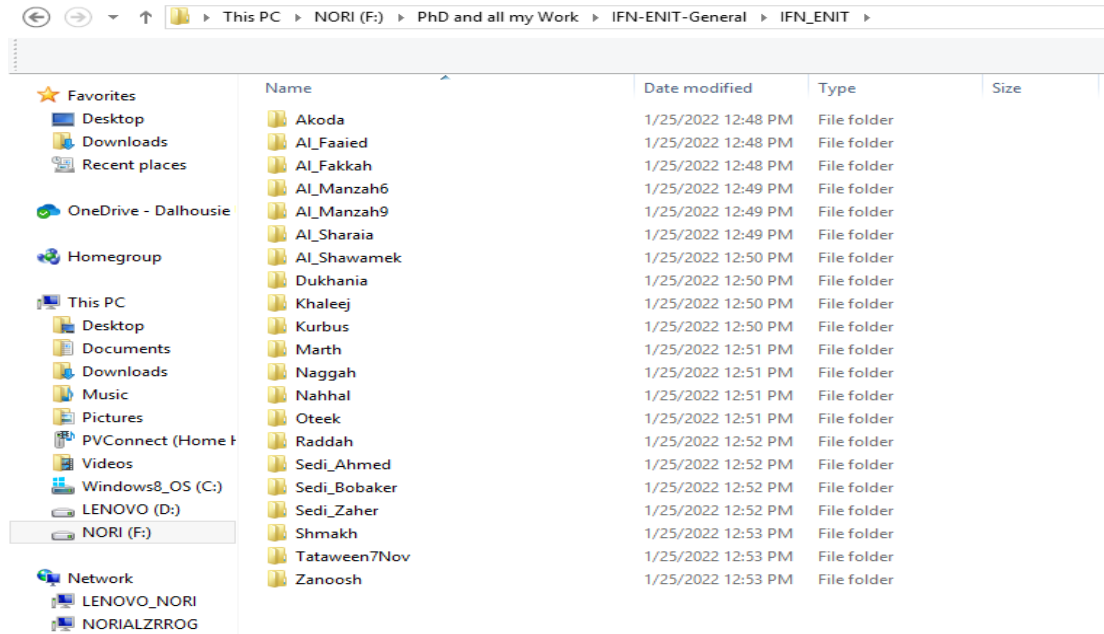 This PC NORI (F:) PhD and all my Work IFN-ENIT-General IFN_ENIT
Name Date modified Type Size
Favorites
Desktop
Downloads
Recent places
OneDrive - Dalhousie
Homegroup
This PC
Desktop
Documents
Downloads
Music
Pictures
PVConnect (Home H
Videos
Windows8_OS (C:)
LENOVO (D:)
NORI (F:)
Network
LENOVO_NORI
NORIALZRROG
Akoda 1/25/2022 12:48 PM File folder
Al_Faaied 1/25/2022 12:48 PM File folder
Al_Fakkah 1/25/2022 12:48 PM File folder
Al_Manzah6 1/25/2022 12:49 PM File folder
Al_Manzah9 1/25/2022 12:49 PM File folder
Al_Sharaia 1/25/2022 12:49 PM File folder
Al_Shawamek 1/25/2022 12:50 PM File folder
Dukhania 1/25/2022 12:50 PM File folder
Khaleej 1/25/2022 12:50 PM File folder
Kurbus 1/25/2022 12:50 PM File folder
Marth 1/25/2022 12:51 PM File folder
Naggah 1/25/2022 12:51 PM File folder
Nahhal 1/25/2022 12:51 PM File folder
Oteek 1/25/2022 12:51 PM File folder
Raddah 1/25/2022 12:52 PM File folder
Sedi_Ahmed 1/25/2022 12:52 PM File folder
Sedi_Bobaker 1/25/2022 12:52 PM File folder
Sedi_Zaher 1/25/2022 12:52 PM File folder
Shmakh 1/25/2022 12:53 PM File folder
Tataween7Nov 1/25/2022 12:53 PM File folder
Zanoosh 1/25/2022 12:53 PM File folder